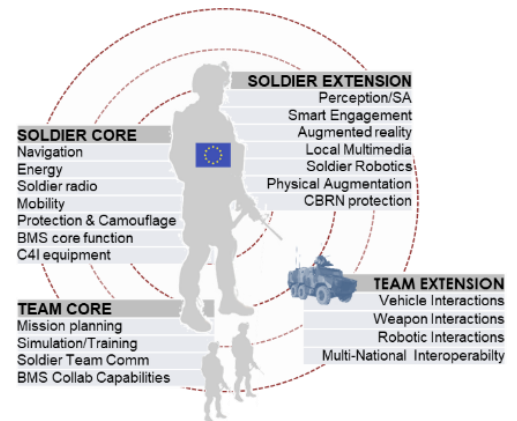 SOLDIER EXTENSION
Perception/SA
Smart Engagement
Augmented reality
Local Multimedia
Soldier Robotics
Physical Augmentation
CBRN protection
SOLDIER CORE
Navigation
Energy
Soldier radio
Mobility
Protection & Camouflage
BMS core function
C4I equipment
TEAM EXTENSION
Vehicle Interactions
Weapon Interactions
Robotic Interactions
Multi-National Interoperabilty
TEAM CORE
Mission planning
Simulation/Training
Soldier Team Comm
BMS Collab Capabilities